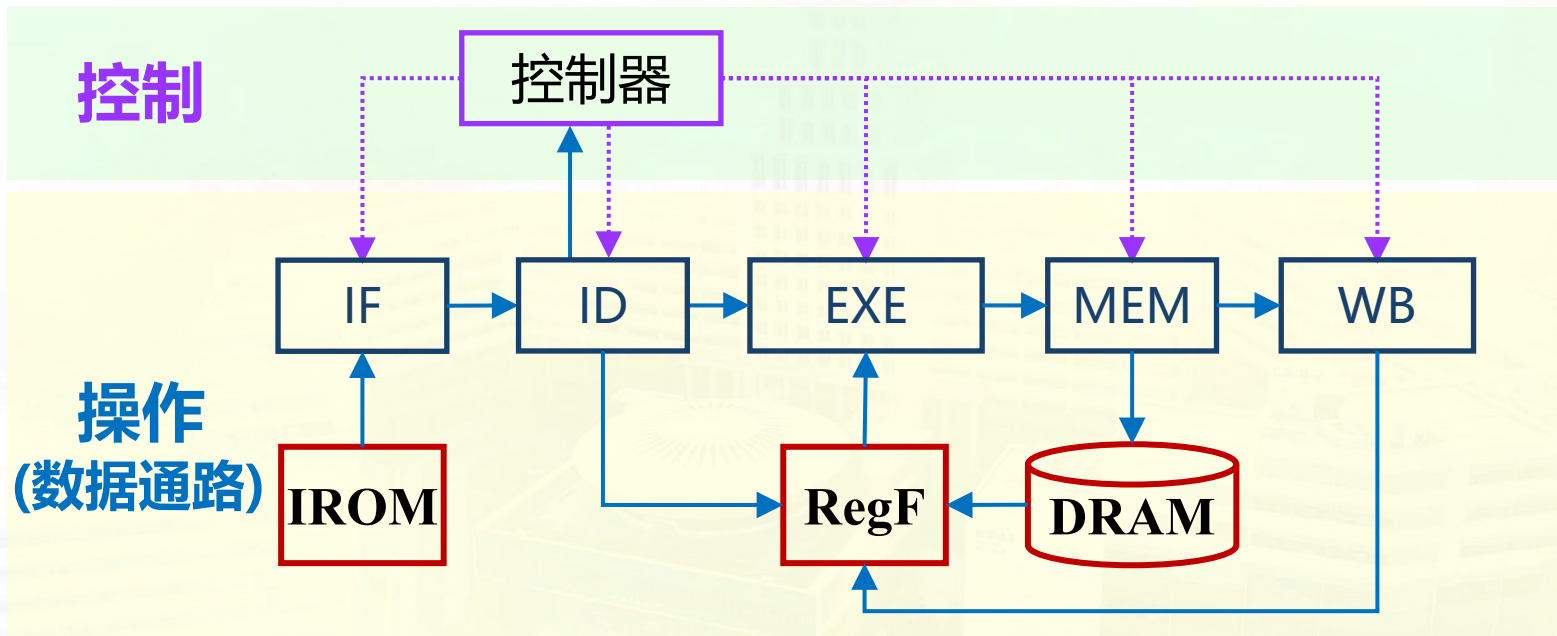 控制
控制器
IF
ID
EXE
MEM
WB
操作
(数据通路)
IROM
RegF
DRAM